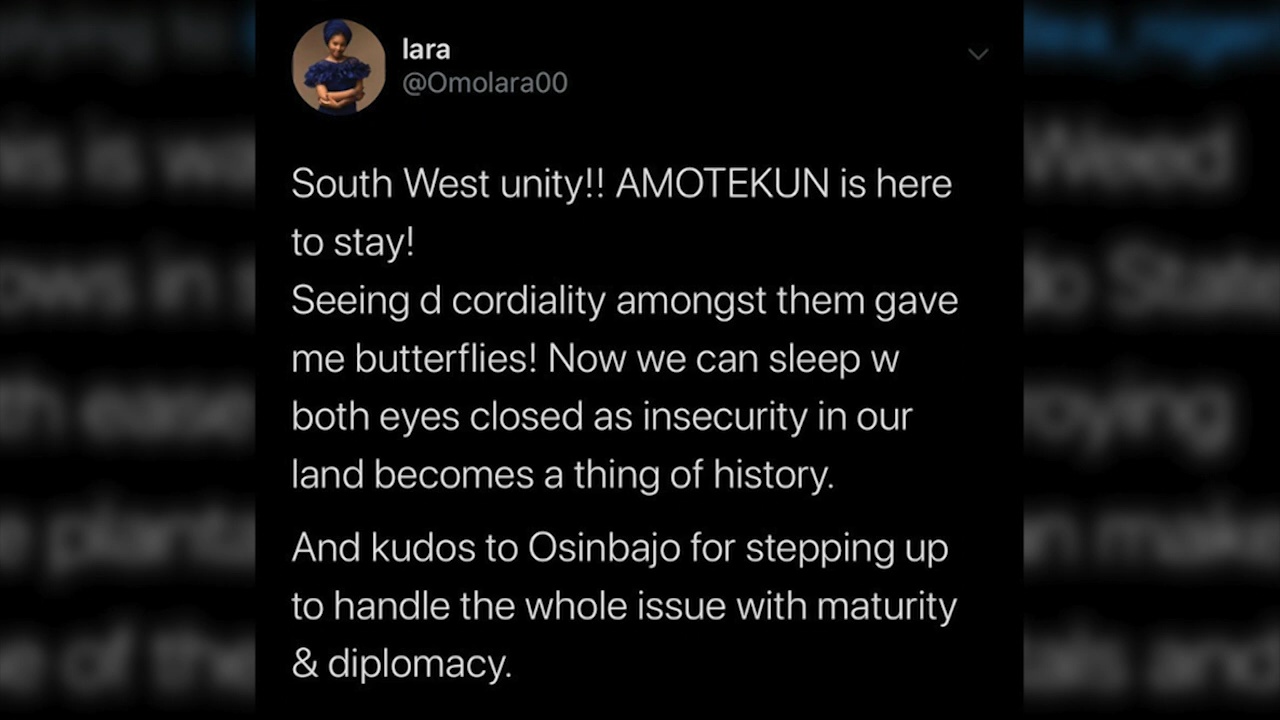 lara
@Omolara00
South West unity!! AMOTEKUN is here
to stay!
Seeing d cordiality amongst them gave
me butterflies! Now we can sleep w
both eyes closed as insecurity in our
land becomes a thing of history.
And kudos to Osinbajo for stepping up
to handle the whole issue with maturity
& diplomacy.